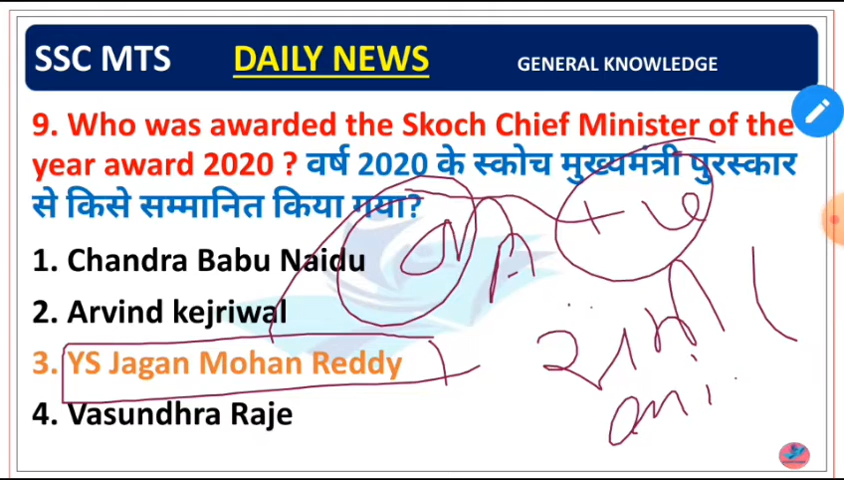 SSC MTS DAILY NEWS GENERAL KNOWLEDGE
9. Who was awarded the Skoch Chief Minister of the
year award 2020 ? वर्ष 2020 के स्कोच मुख्यमंत्री पुरस्कार
से किसे सम्मानित किया गया?
1. Chandra Babu Naidu
2. Arvind kejriwal
3. YS Jagan Mohan Reddy
4. Vasundhra Raje